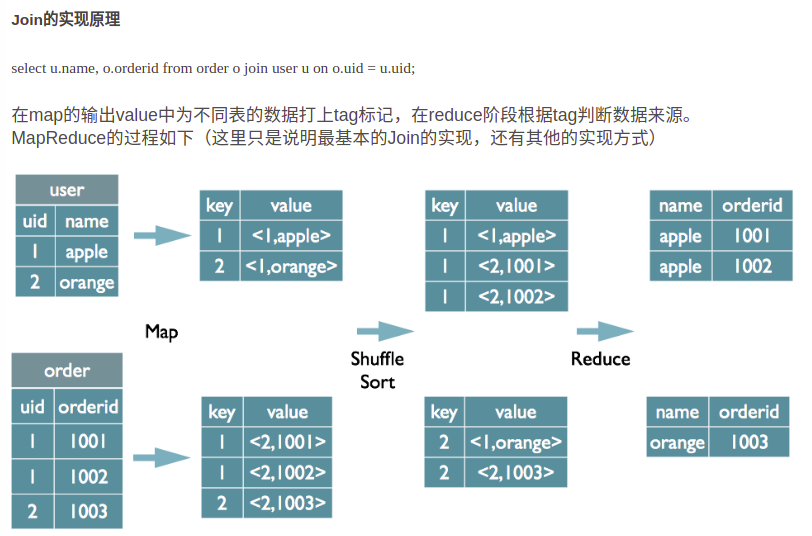 Join的实现原理
select u.name, o.orderid from order o join user u on o.uid = u.uid;
在map的输出value中为不同表的数据打上tag标记，在reduce阶段根据tag判断数据来源。
MapReduce的过程如下（这里只是说明最基本的Join的实现，还有其他的实现方式）
user
uid name
1 apple
2 orange
key value
1 <1,apple>
2 <1,orange>
key value
1 <1,apple>
1 <2,1001>
1 <2,1002>
name orderid
apple 1001
apple 1002
Map
Shuffle
Sort
Reduce
order
uid orderid
1 1001
1 1002
2 1003
key value
1 <2,1001>
1 <2,1002>
2 <2,1003>
key value
2 <1,orange>
2 <2,1003>
name orderid
orange 1003